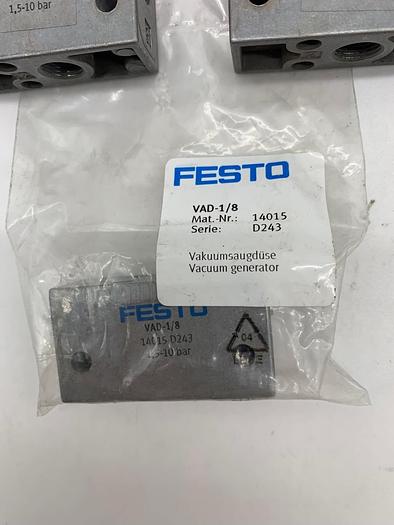 1,5-10 bar
FESTO
VAD-1/8
Mat.-Nr.: 14015
Serie: D243
Vakuumsaugdüse
Vacuum generator
FESTO
VAD-1/8
14015 D243
1,5-10 bar
04